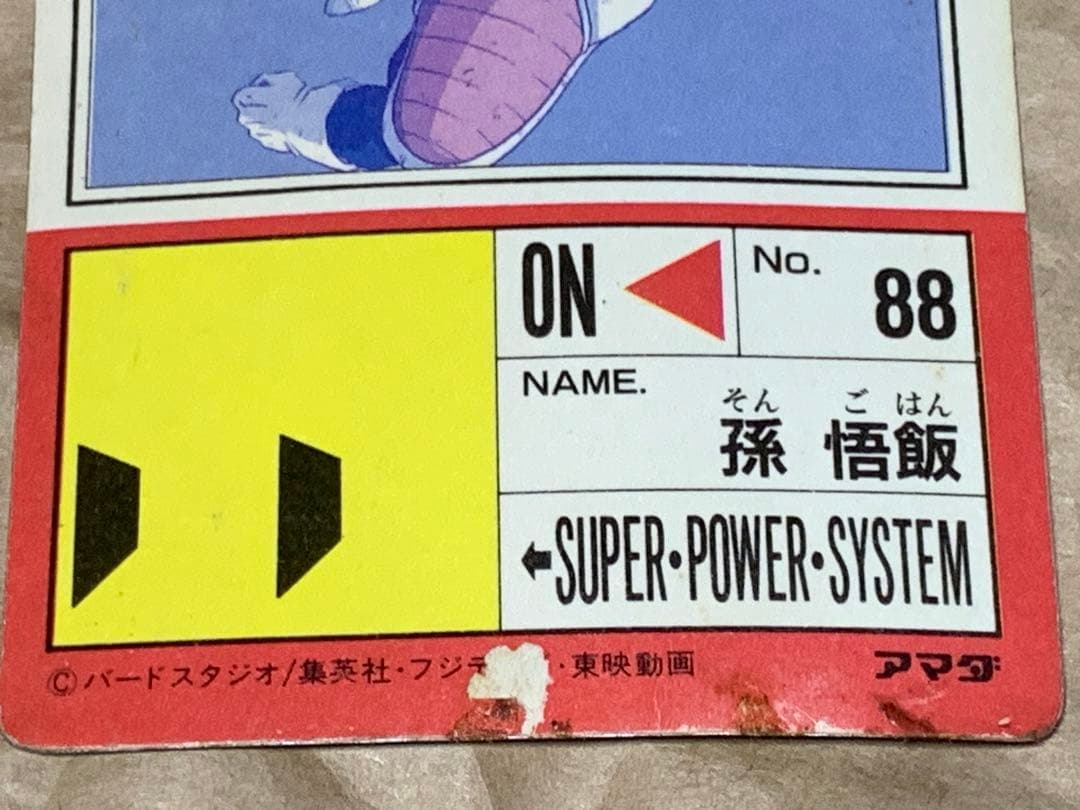 ON
No. 88
NAME.
そん ご はん
孫 悟飯
←SUPER・POWER・SYSTEM
©バードスタジオ/集英社・フジテ ・東映動画
アマダ